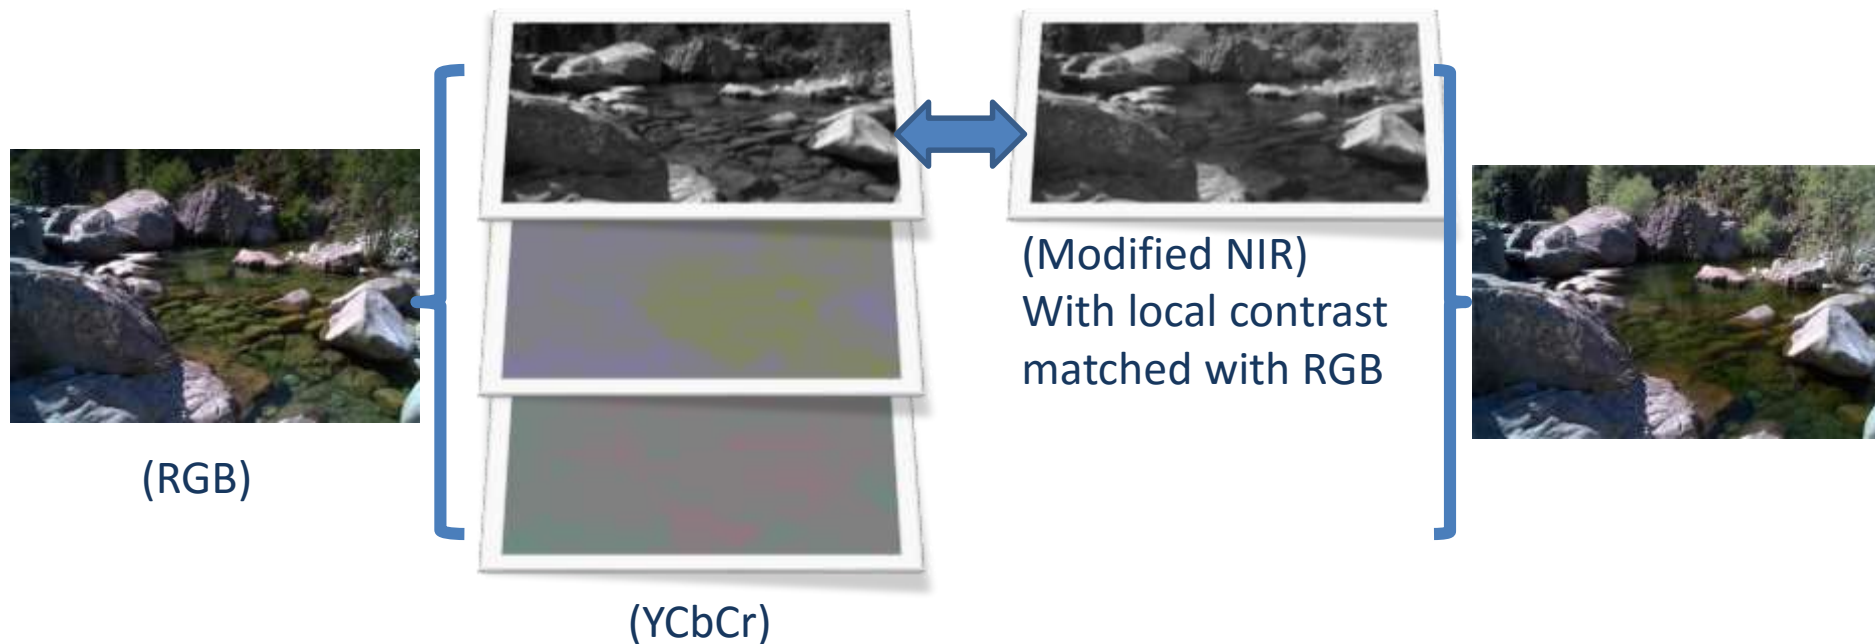 (RGB)
(YCbCr)
(Modified NIR)
With local contrast
matched with RGB